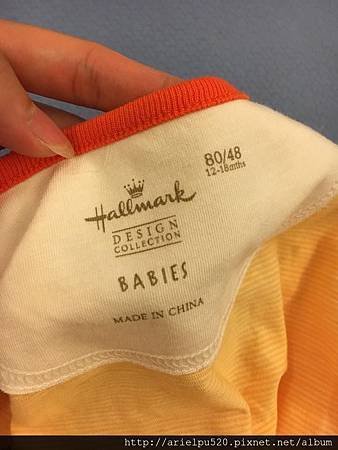 80/48
12-18mths
Hallmark
DESIGN
COLLECTION
BABIES
MADE IN CHINA
http://arielpu520.pixnet.net/album